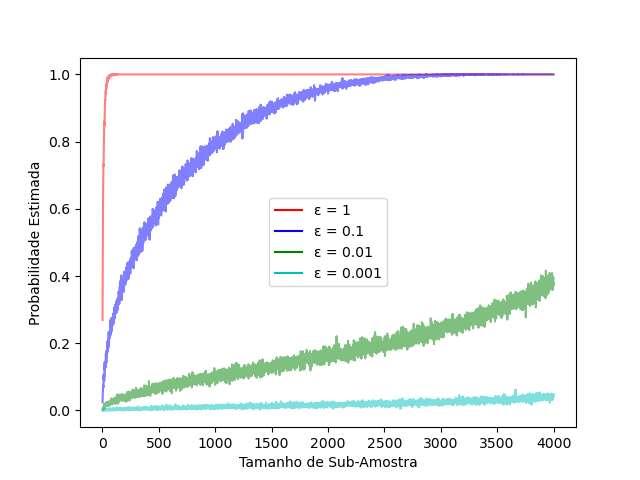 1.0
0.8
0.6
0.4
0.2
0.0
Probabilidade Estimada
ε = 1
ε = 0.1
ε = 0.01
ε = 0.001
0 500 1000 1500 2000 2500 3000 3500 4000
Tamanho de Sub-Amostra